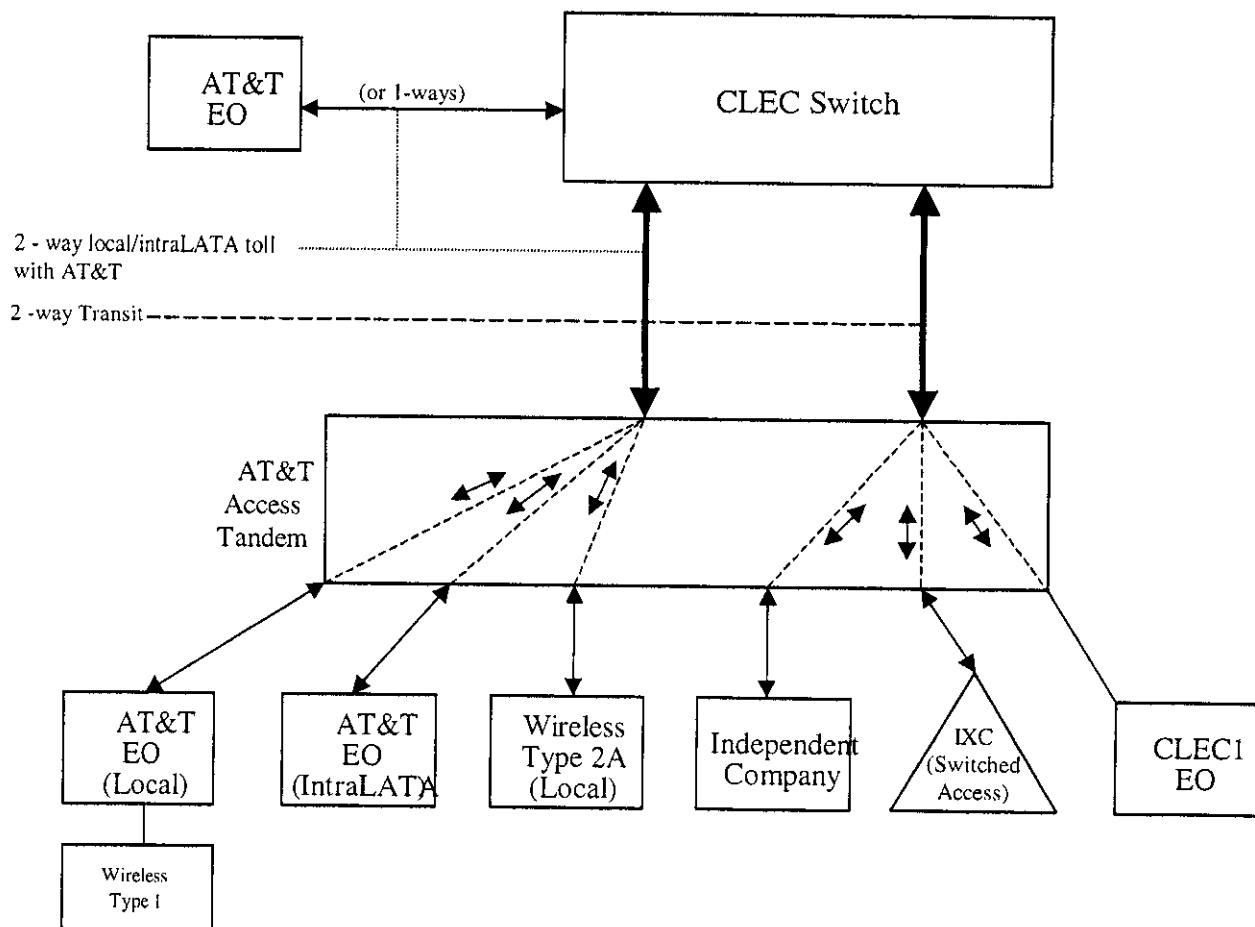 AT&T
EO
(or 1-ways)
CLEC Switch
2 - way local/intraLATA toll
with AT&T
2 -way Transit
AT&T
Access
Tandem
AT&T
EO
(Local)
AT&T
EO
(IntraLAT)A
Wireless
Type 2A
(Local)
Independent
Company
IXC
(Switched
Access)
CLEC1
EO
Wireless
Type 1